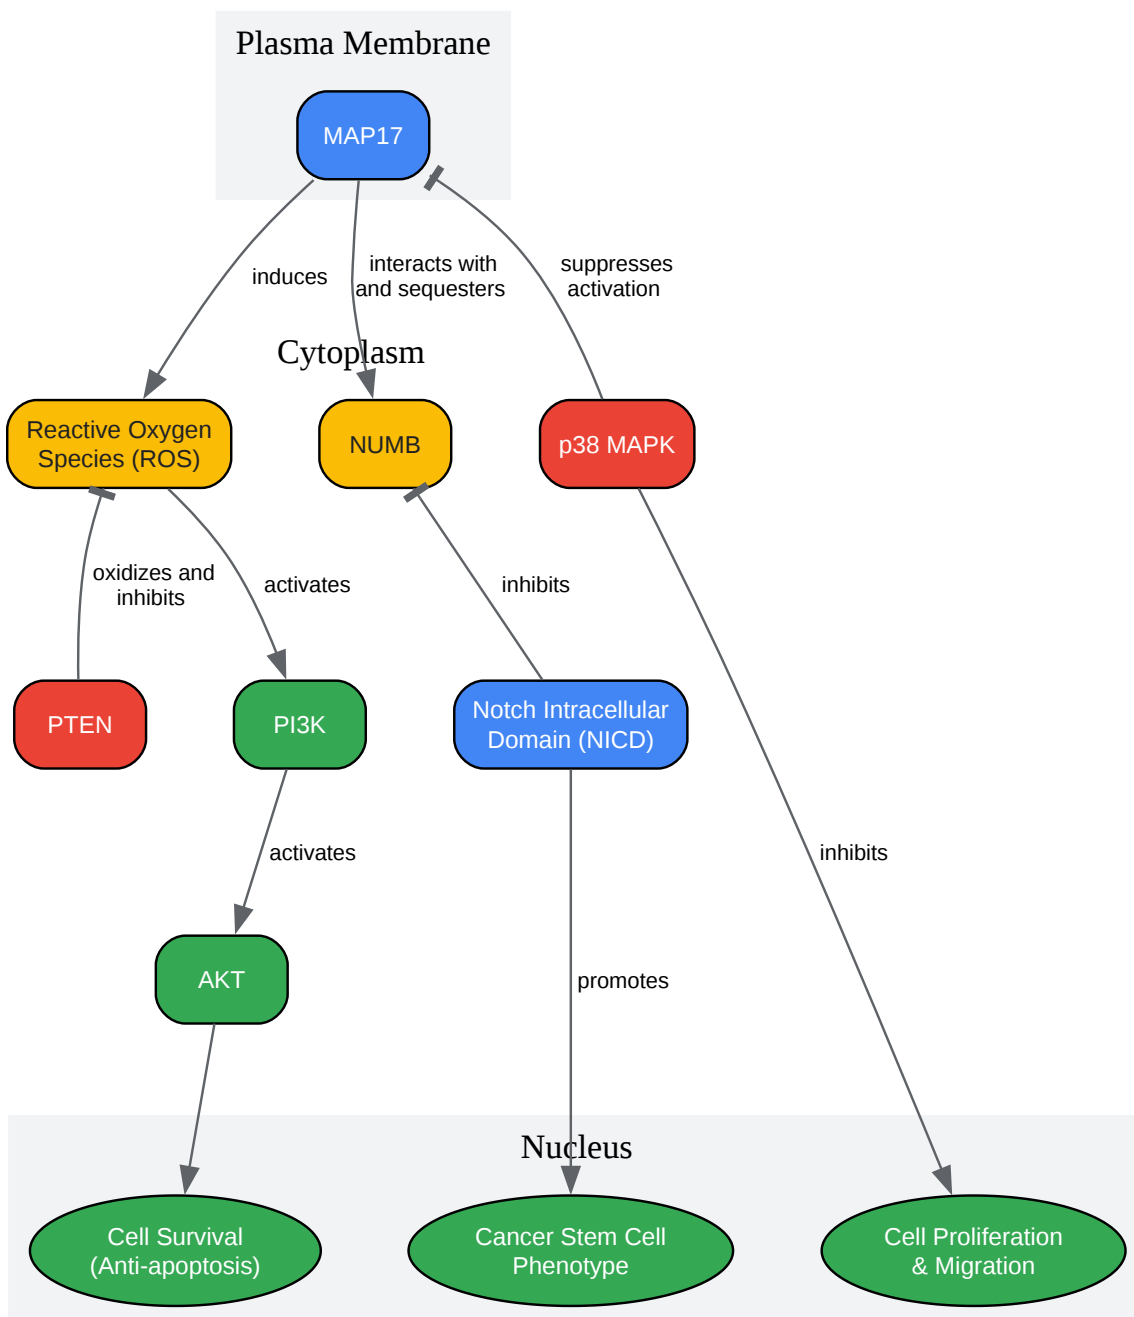 Plasma Membrane
MAP17
induces
interacts with
and sequesters
suppresses
activation
Cytoplasm
Reactive Oxygen
Species (ROS)
NUMB
p38 MAPK
oxidizes and
inhibits
activates
inhibits
PTEN
PI3K
Notch Intracellular
Domain (NICD)
activates
inhibits
AKT
promotes
Nucleus
Cell Survival
(Anti-apoptosis)
Cancer Stem Cell
Phenotype
Cell Proliferation
& Migration